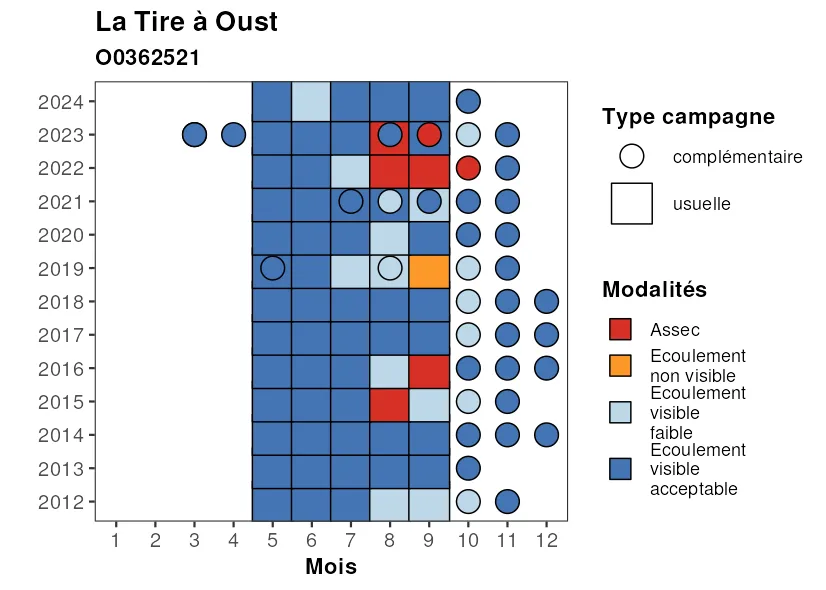 La Tire à Oust
O0362521
2024
2023
2022
2021
2020
2019
2018
2017
2016
2015
2014
2013
2012
1 2 3 4 5 6 7 8 9 10 11 12
Mois
Type campagne
complémentaire
usuelle
Modalités
Assec
Ecoulement
non visible
Ecoulement
visible
faible
Ecoulement
visible
acceptable